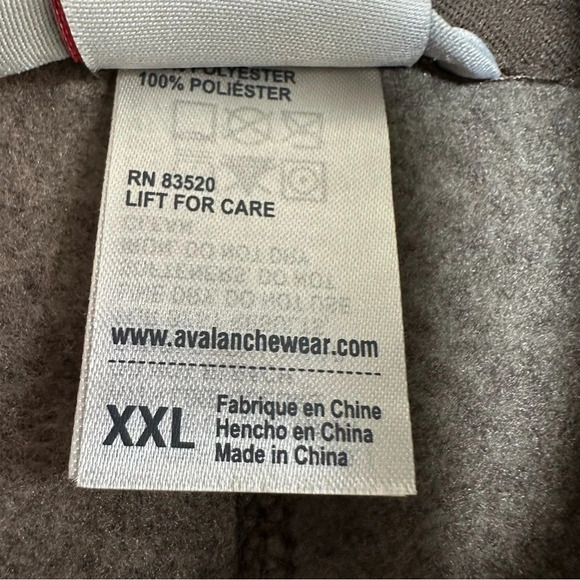 POLYESTER
100% POLIÉSTER
RN 83520
LIFT FOR CARE
www.avalanchewear.com
XXL
Fabrique en Chine
Hencho en China
Made in China